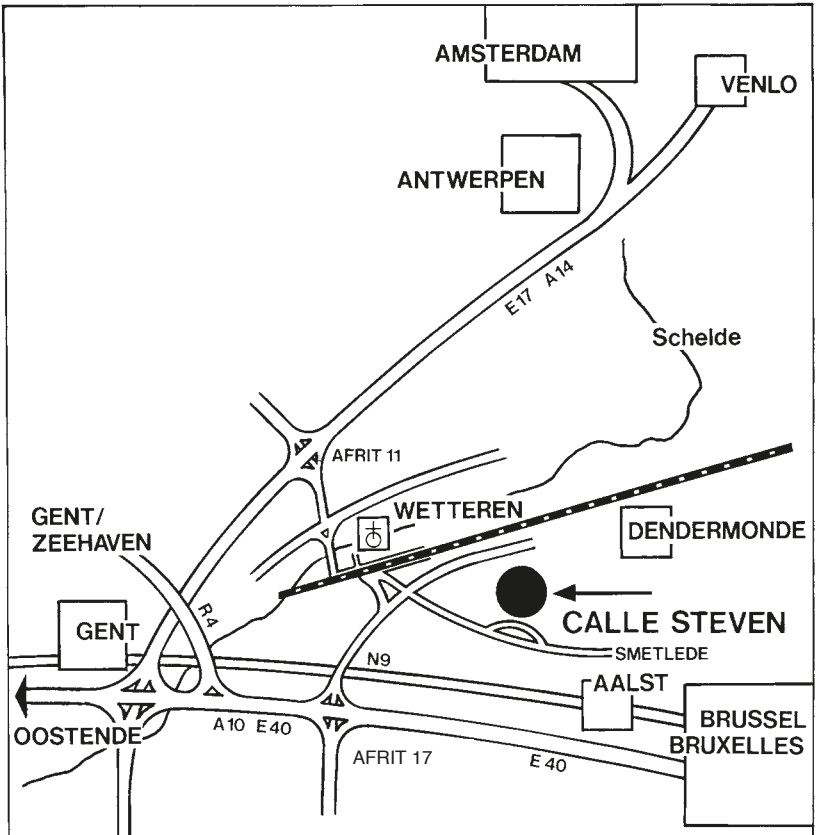 AMSTERDAM
VENLO
ANTWERPEN
E17 A14
Schelde
AFRIT 11
WETTEREN
GENT/
ZEEHAVEN
DENDERMONDE
R4
GENT
CALLE STEVEN
SMETLEDE
N9
AALST
OOSTENDE
A10 E40
BRUSSEL
BRUXELLES
AFRIT 17
E40